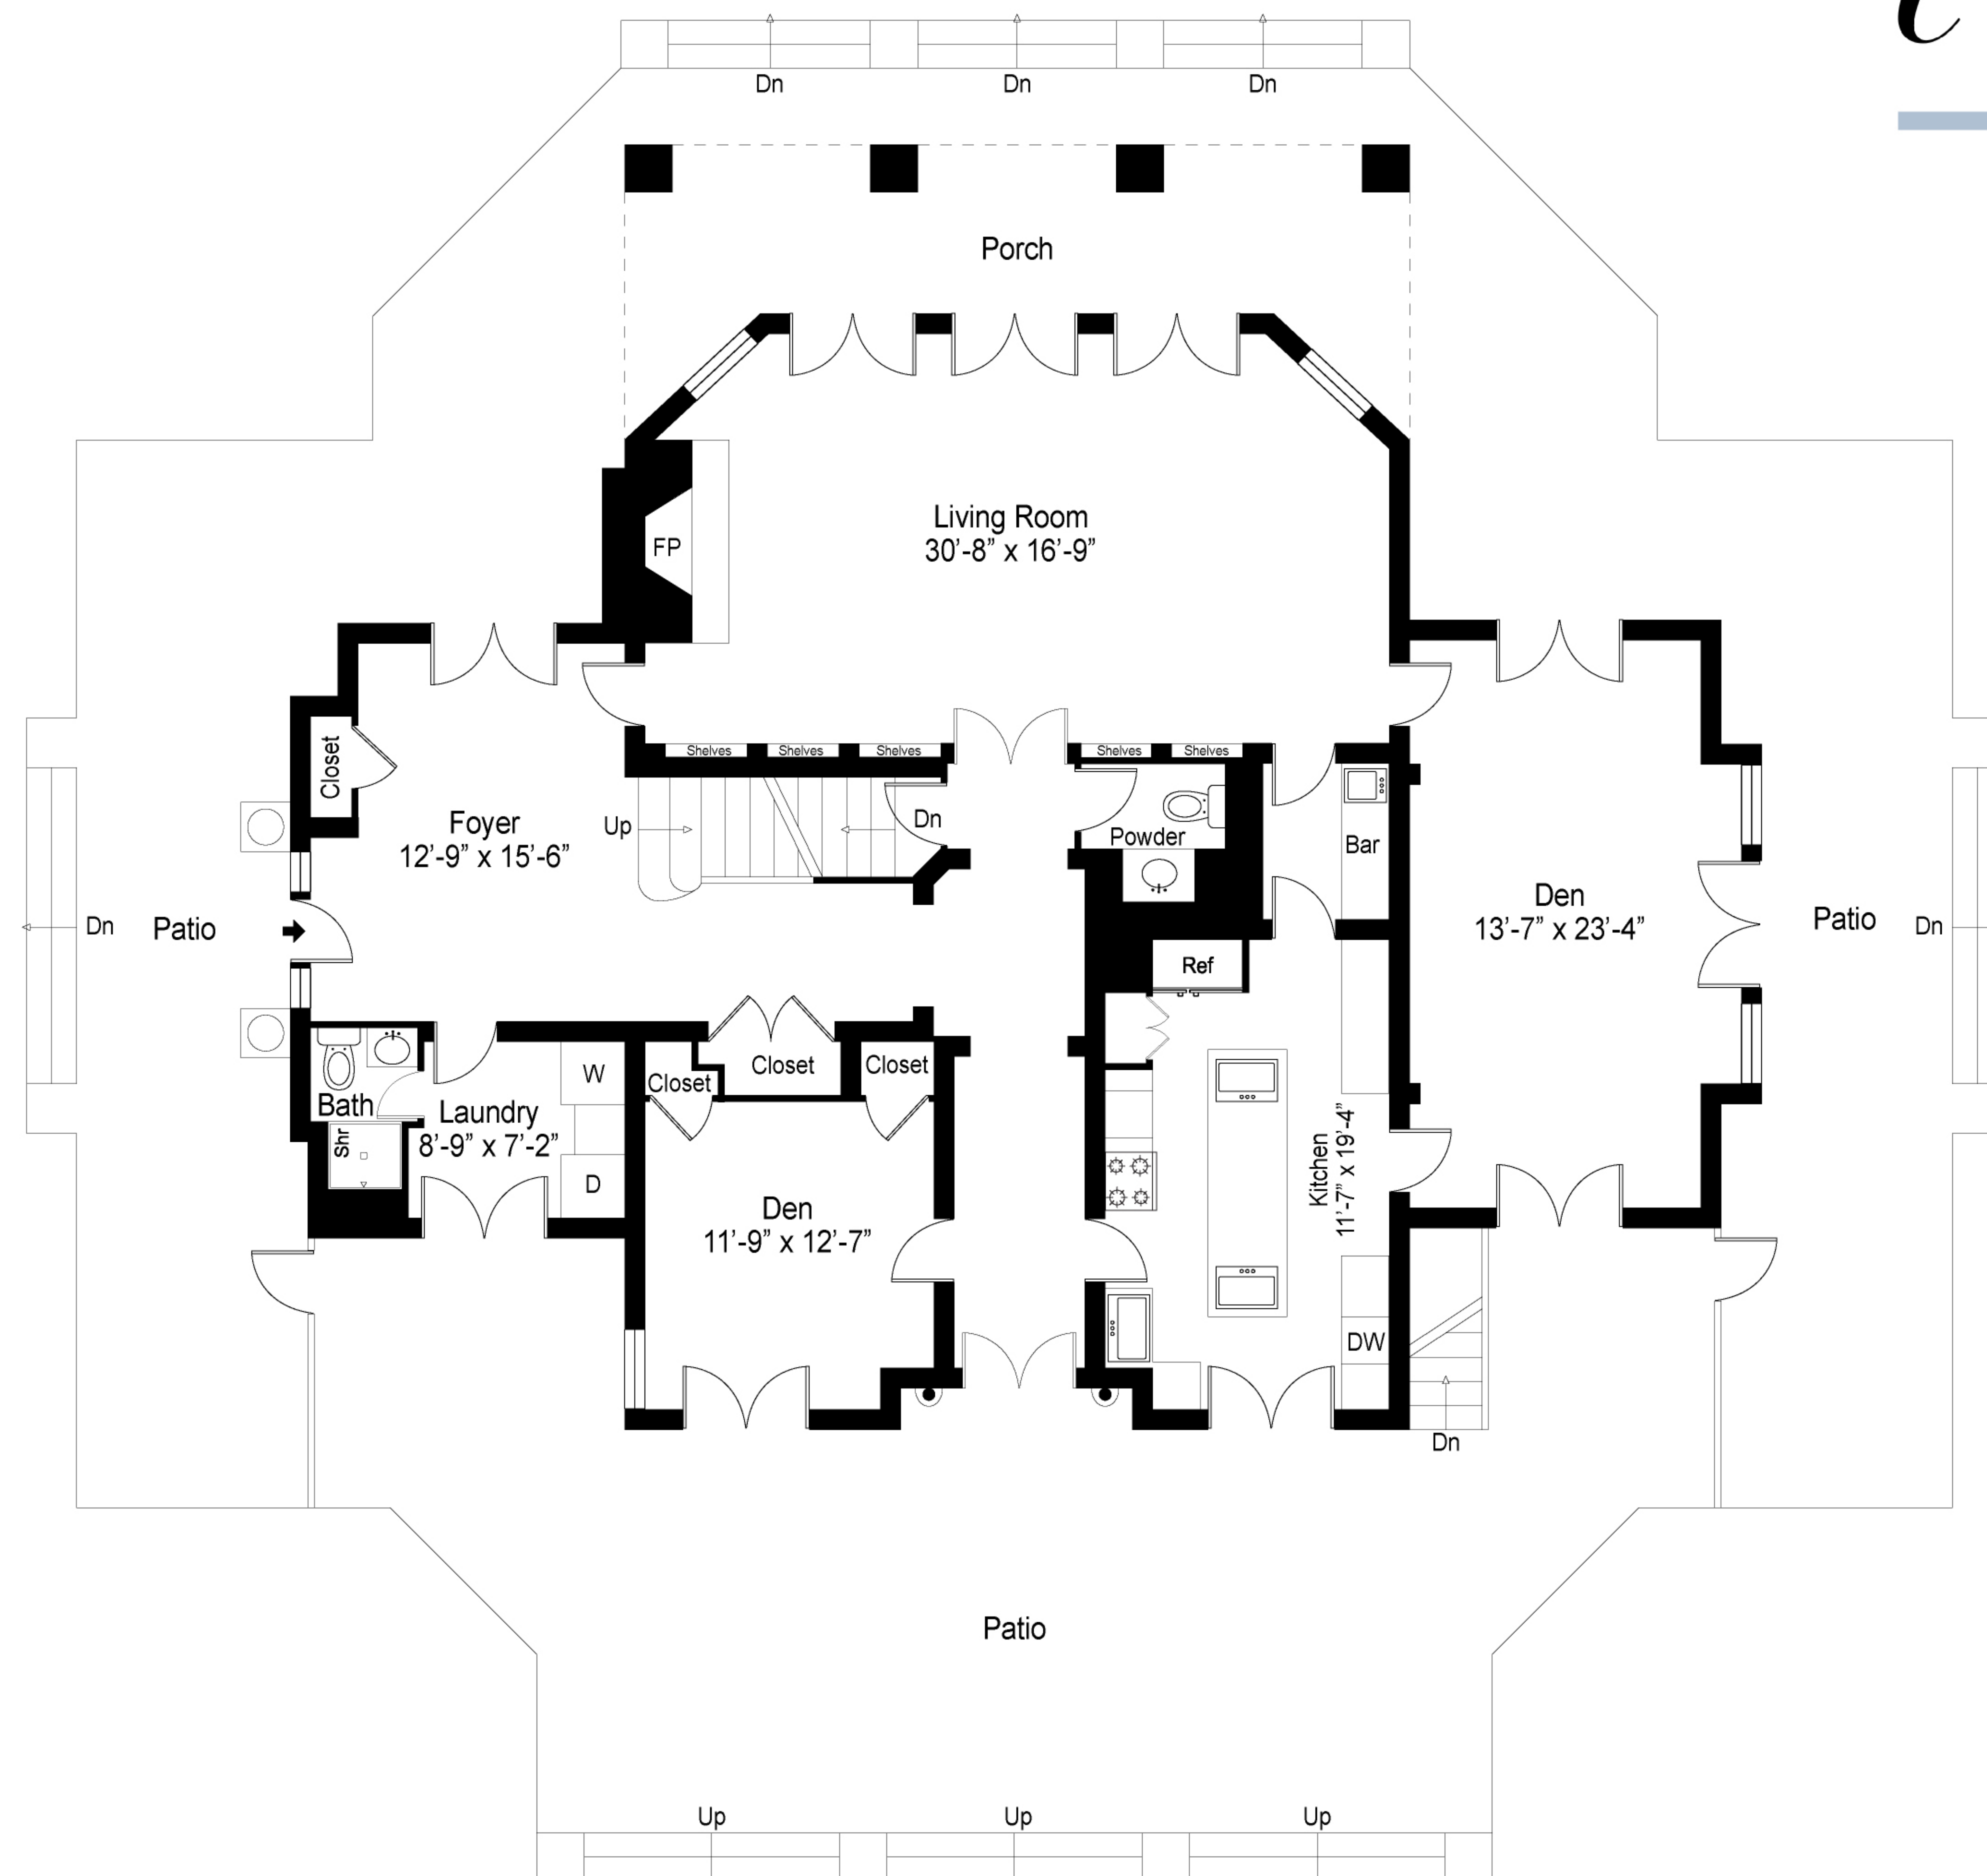 Dn
Dn
Dn
Porch
Living Room
30’-8” x 16’-9”
FP
Shelves
Shelves
Shelves
Shelves
Shelves
Closet
Foyer
12’-9” x 15’-6”
Up
Dn
Powder
Bar
Den
13’-7” x 23’-4”
Dn
Patio
Patio
Dn
Ref
Closet
Closet
Closet
W
Bath
Laundry
8’-9” x 7’-2”
Shr
D
Kitchen
11’-7” x 19’-4”
Den
11’-9” x 12’-7”
DW
Dn
Patio
Up
Up
Up